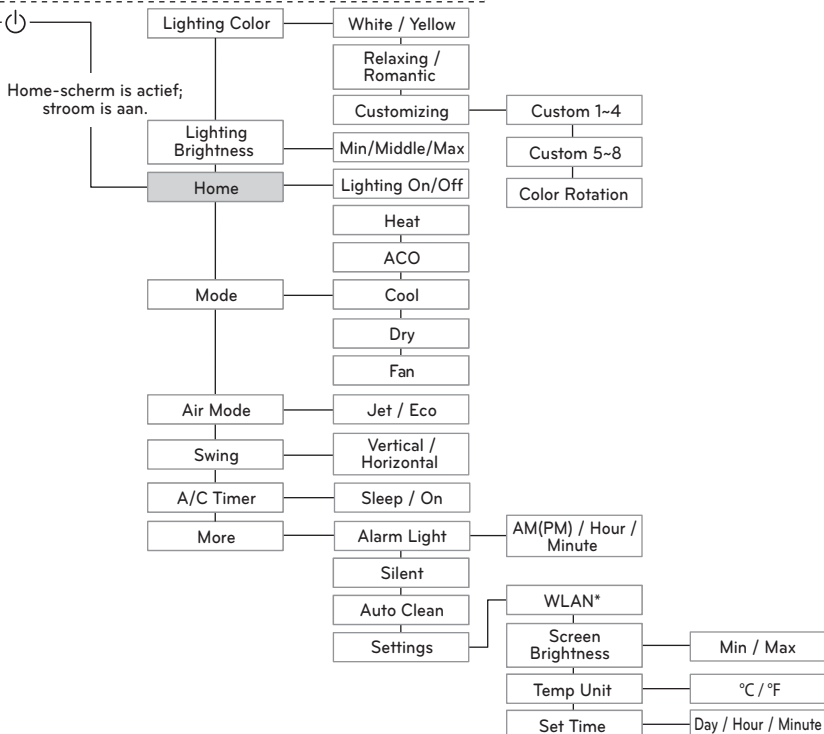 Home-scherm is actief;
stroom is aan.
Lighting Color
White / Yellow
Relaxing /
Romantic
Customizing
Custom 1~4
Custom 5~8
Color Rotation
Lighting
Brightness
Min/Middle/Max
Home
Lighting On/Off
Mode
Heat
ACO
Cool
Dry
Fan
Air Mode
Jet / Eco
Swing
Vertical /
Horizontal
A/C Timer
Sleep / On
More
Alarm Light
AM(PM) / Hour /
Minute
Silent
Auto Clean
Settings
WLAN*
Screen
Brightness
Min / Max
Temp Unit
°C / °F
Set Time
Day / Hour / Minute